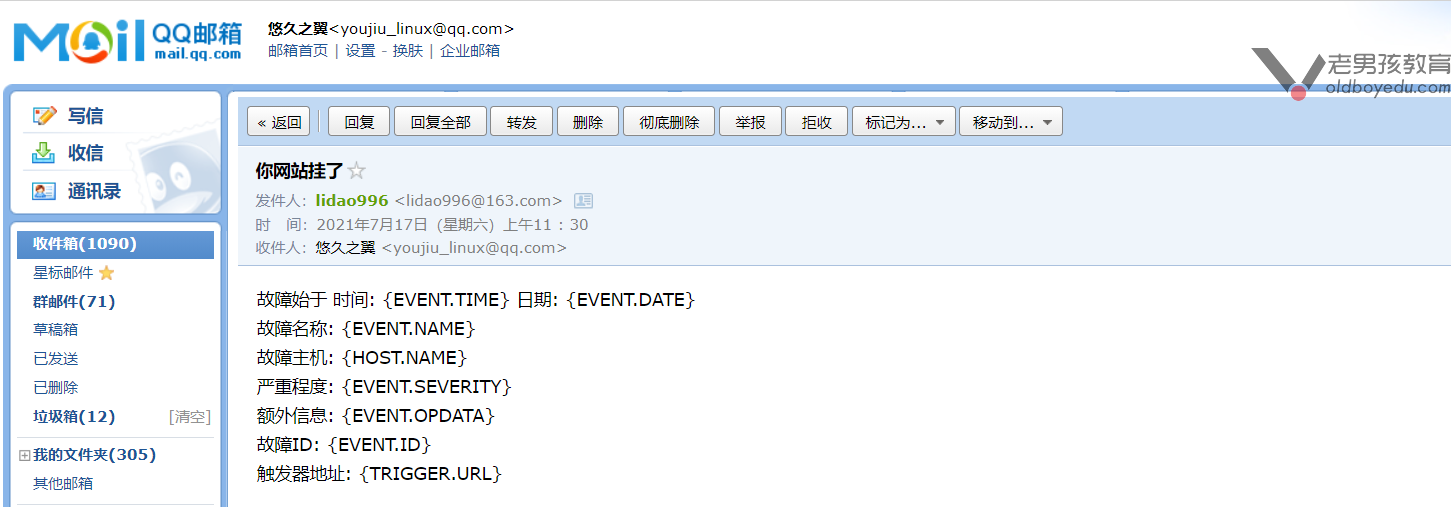 MOil QQ邮箱
mail.qq.com
悠久之翼<youjiu_linux@qq.com>
邮箱首页 | 设置 - 换肤 | 企业邮箱
老男孩教育
oldboyedu.com
写信
收信
通讯录
收件箱(1090)
星标邮件
群邮件(71)
草稿箱
已发送
已删除
垃圾箱(12) [清空]
我的文件夹(305)
其他邮箱
« 返回 回复 回复全部 转发 删除 彻底删除 举报 拒收 标记为... 移动到...
你网站挂了
发件人: lidao996 <lidao996@163.com>
时 间: 2021年7月17日 (星期六) 上午11 : 30
收件人: 悠久之翼 <youjiu_linux@qq.com>
故障始于 时间: {EVENT.TIME} 日期: {EVENT.DATE}
故障名称: {EVENT.NAME}
故障主机: {HOST.NAME}
严重程度: {EVENT.SEVERITY}
额外信息: {EVENT.OPDATA}
故障ID: {EVENT.ID}
触发器地址: {TRIGGER.URL}